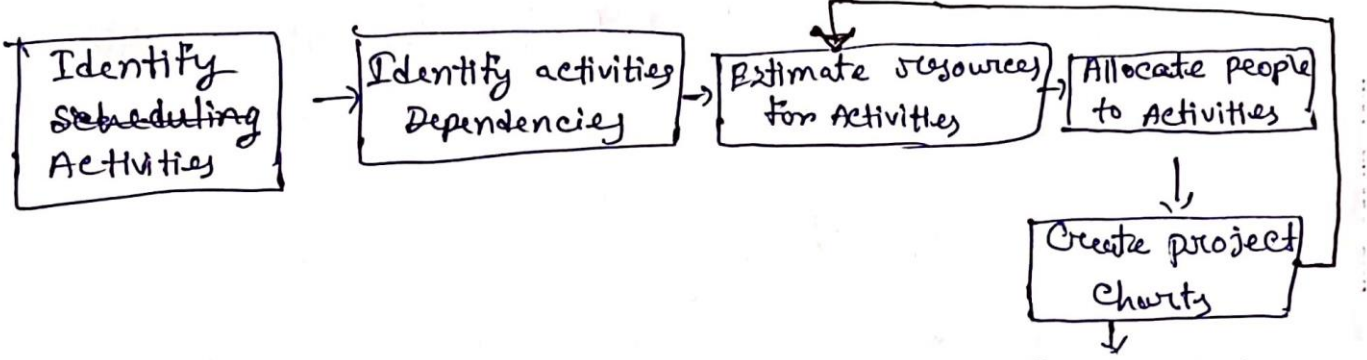 Identify
scheduling
Activities
Identify activities
Dependencies
Estimate resources
for Activities
Allocate people
to Activities
Create project
Charts